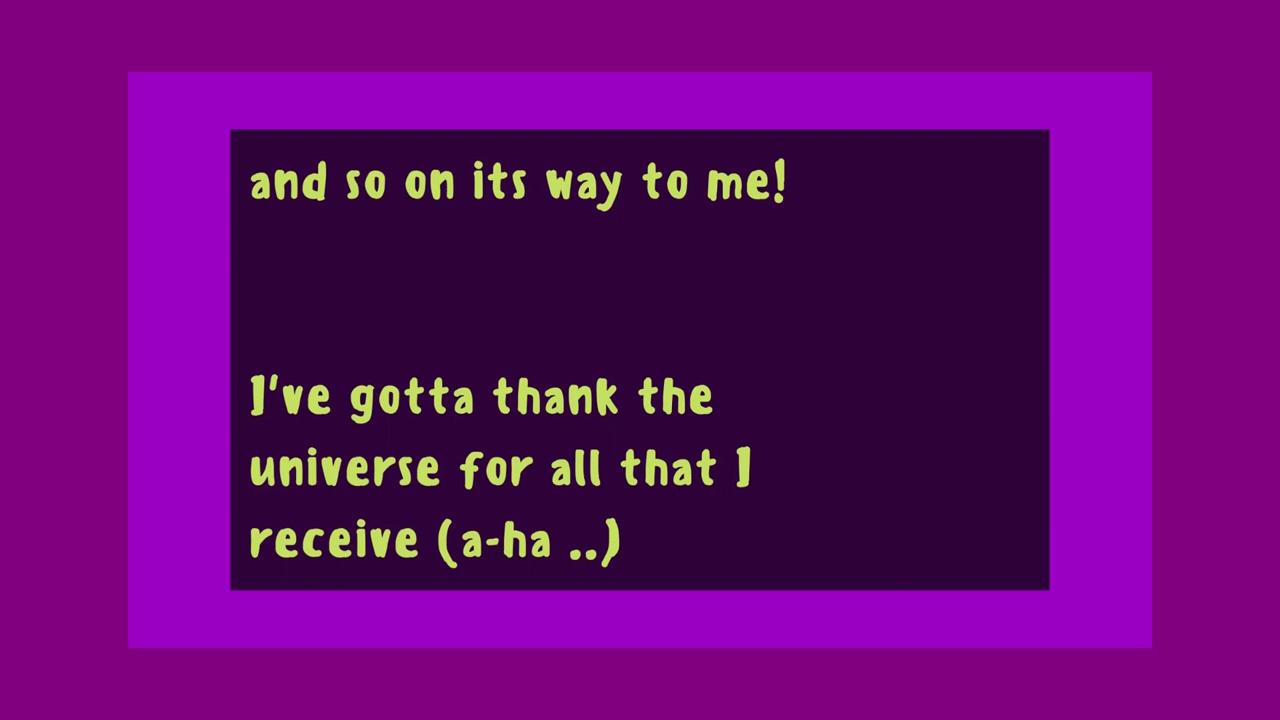 and so on its way to me!
I've gotta thank the
universe for all that I
receive (a-ha ..)